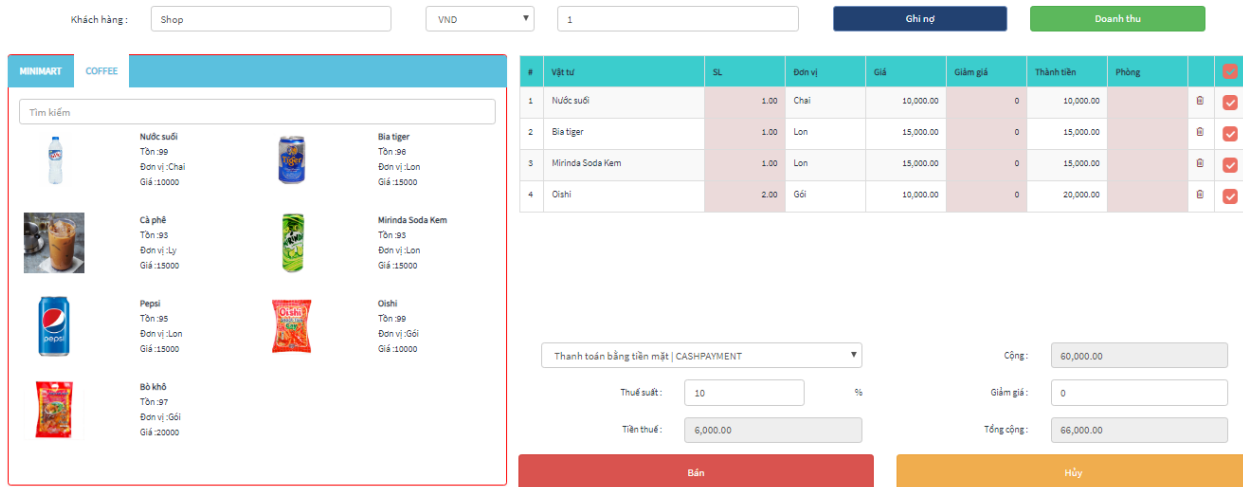 Khách hàng :
Shop
VND
1
Ghi nợ
Doanh thu
MINIMART
COFFEE
Tìm kiếm
Nước suối
Tồn :99
Đơn vị :Chai
Giá :10000
Bia tiger
Tồn :96
Đơn vị :Lon
Giá :15000
Cà phê
Tồn :93
Đơn vị :Ly
Giá :15000
Mirinda Soda Kem
Tồn :93
Đơn vị :Lon
Giá :15000
Pepsi
Tồn :95
Đơn vị :Lon
Giá :15000
Oishi
Tồn :99
Đơn vị :Gói
Giá :10000
Bò khô
Tồn :97
Đơn vị :Gói
Giá :20000
Tiger
pepsi
Oishi
# Vật tư SL Đơn vị Giá Giảm giá Thành tiền Phòng
1 Nước suối 1.00 Chai 10,000.00 0 10,000.00
2 Bia tiger 1.00 Lon 15,000.00 0 15,000.00
3 Mirinda Soda Kem 1.00 Lon 15,000.00 0 15,000.00
4 Oishi 2.00 Gói 10,000.00 0 20,000.00
Thanh toán bằng tiền mặt | CASHPAYMENT
Cộng : 60,000.00
Thuế suất : 10 %
Giảm giá : 0
Tiền thuế : 6,000.00
Tổng cộng : 66,000.00
Bán
Hủy